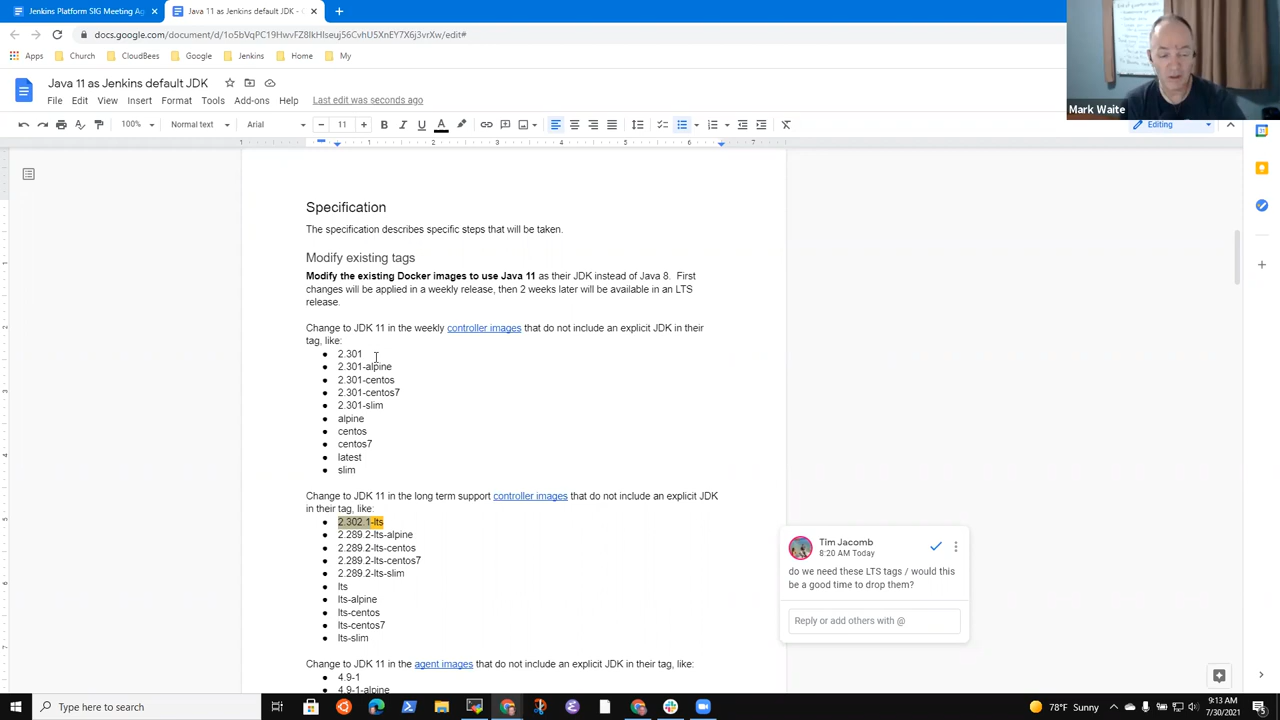 Jenkins Platform SIG Meeting Ag
Java 11 as Jenkins default JDK - G
docs.google.com/document/d/1o5bVqPC19HwvFZ8IkHlseuj56CvhU5XnEY7X6j3rxVw/edit#
Apps
Church
CloudBees
Google
Jenkins
Home
My
Java 11 as Jenkins default JDK
File Edit View Insert Format Tools Add-ons Help Last edit was seconds ago
Mark Waite
100% Normal text Arial 11 Editing
Specification
The specification describes specific steps that will be taken.
Modify existing tags
Modify the existing Docker images to use Java 11 as their JDK instead of Java 8. First
changes will be applied in a weekly release, then 2 weeks later will be available in an LTS
release.
Change to JDK 11 in the weekly controller images that do not include an explicit JDK in their
tag, like:
● 2.301
● 2.301-alpine
● 2.301-centos
● 2.301-centos7
● 2.301-slim
● alpine
● centos
● centos7
● latest
● slim
Change to JDK 11 in the long term support controller images that do not include an explicit JDK
in their tag, like:
● 2.302.1-lts
● 2.289.2-lts-alpine
● 2.289.2-lts-centos
● 2.289.2-lts-centos7
● 2.289.2-lts-slim
● lts
● lts-alpine
● lts-centos
● lts-centos7
● lts-slim
Tim Jacomb
8:20 AM Today
do we need these LTS tags / would this
be a good time to drop them?
Reply or add others with @
Change to JDK 11 in the agent images that do not include an explicit JDK in their tag, like:
● 4.9-1
● 4.9-1-alpine
Type here to search
78°F Sunny
9:13 AM
7/30/2021